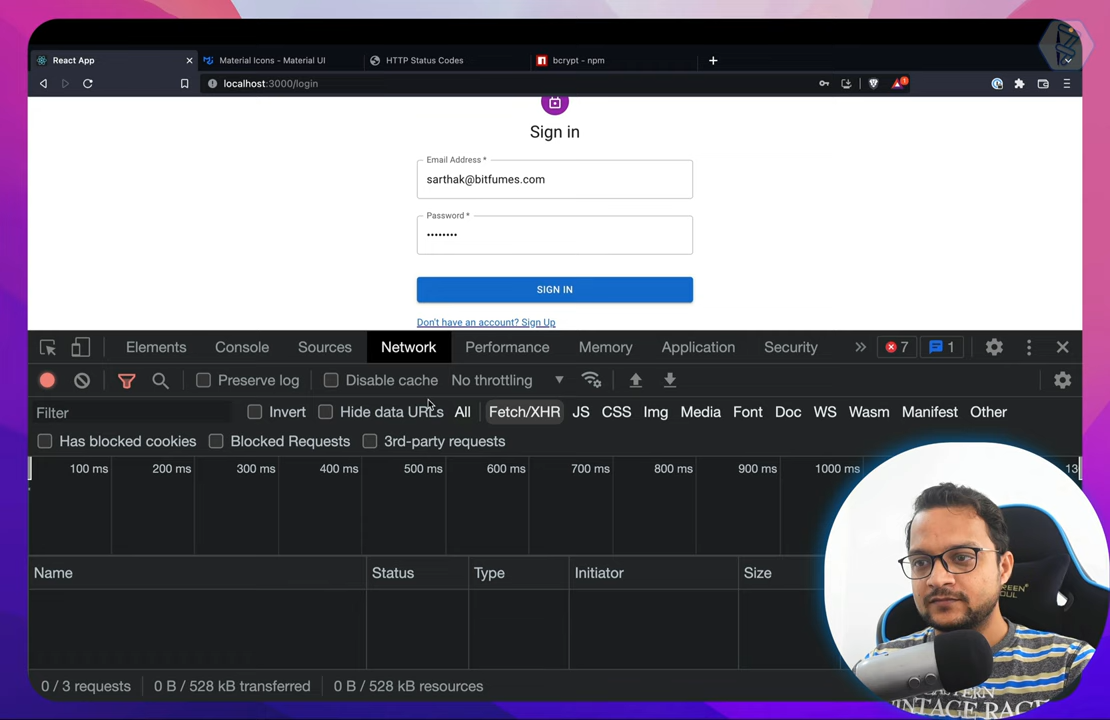 React App
Material Icons - Material UI
HTTP Status Codes
bcrypt - npm
localhost:3000/login
1
Sign in
Email Address *
sarthak@bitfumes.com
Password *
••••••••
SIGN IN
Don't have an account? Sign Up
Elements Console Sources Network Performance Memory Application Security » 7 1
Preserve log Disable cache No throttling
Filter Invert Hide data URLs All Fetch/XHR JS CSS Img Media Font Doc WS Wasm Manifest Other
Has blocked cookies Blocked Requests 3rd-party requests
100 ms 200 ms 300 ms 400 ms 500 ms 600 ms 700 ms 800 ms 900 ms 1000 ms 13
Name Status Type Initiator Size
0 / 3 requests 0 B / 528 kB transferred 0 B / 528 kB resources
VINTAGE RACE